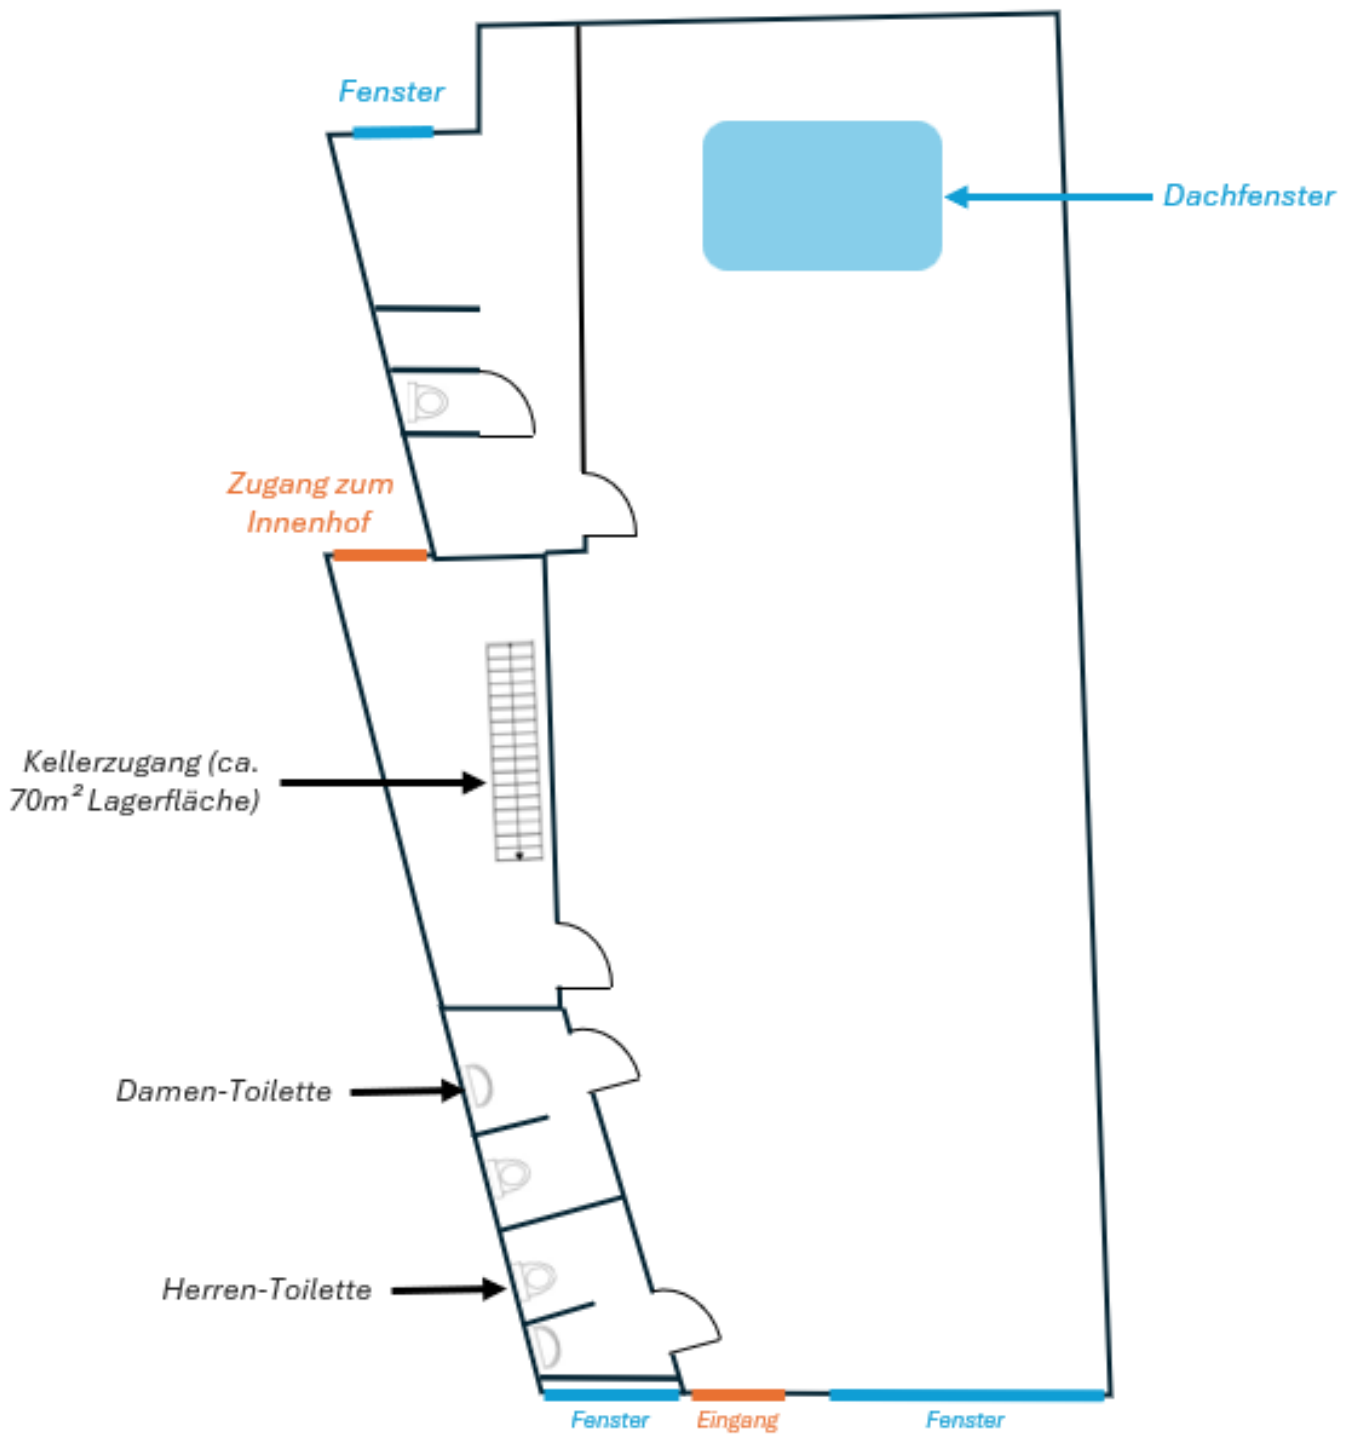 Fenster
Dachfenster
Zugang zum
Innenhof
Kellerzugang (ca.
70m² Lagerfläche)
Damen-Toilette
Herren-Toilette
Fenster
Eingang
Fenster